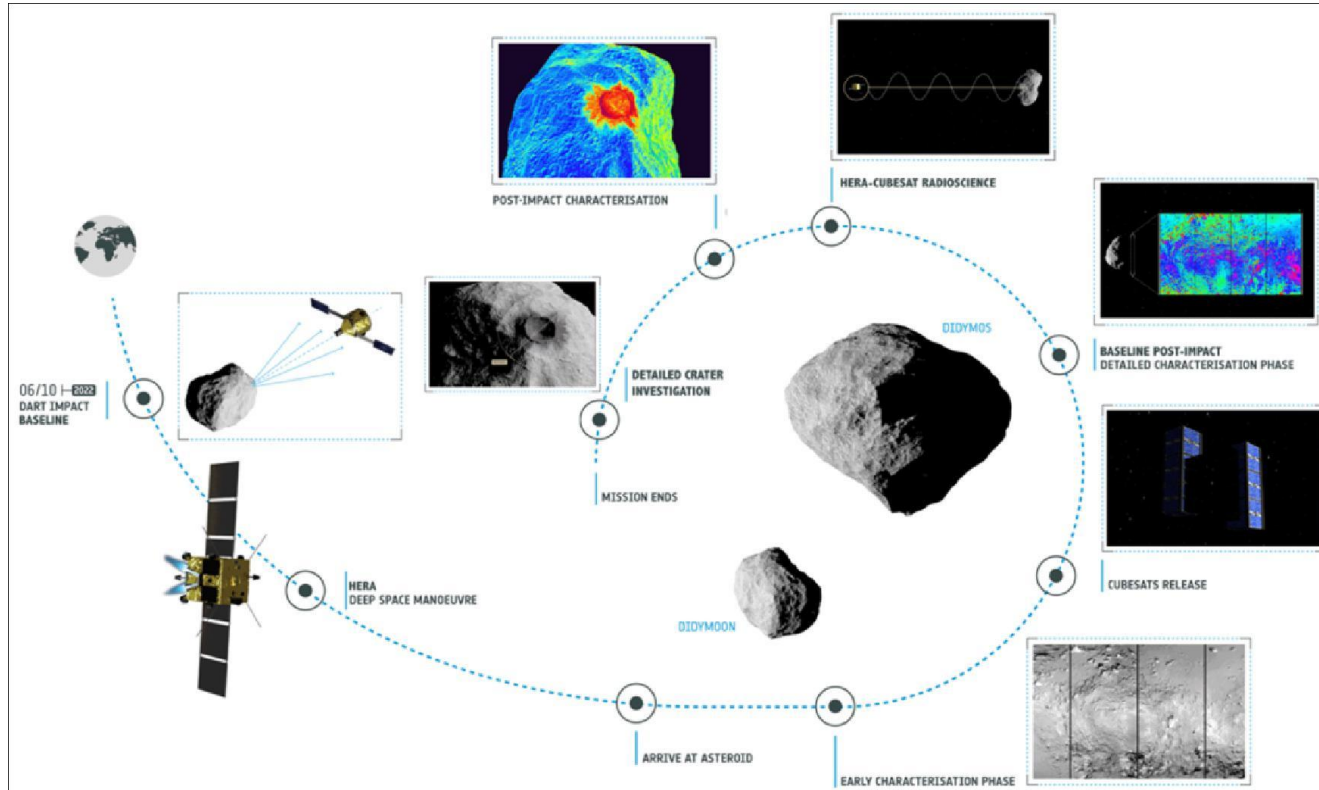 06/10 2022
DART IMPACT
BASELINE
HERA
DEEP SPACE MANOEUVRE
ARRIVE AT ASTEROID
EARLY CHARACTERISATION PHASE
CUBESATS RELEASE
BASELINE POST-IMPACT
DETAILED CHARACTERISATION PHASE
HERA-CUBESAT RADIOSCIENCE
POST-IMPACT CHARACTERISATION
DETAILED CRATER
INVESTIGATION
MISSION ENDS
DIDYMOS
DIDYMOON